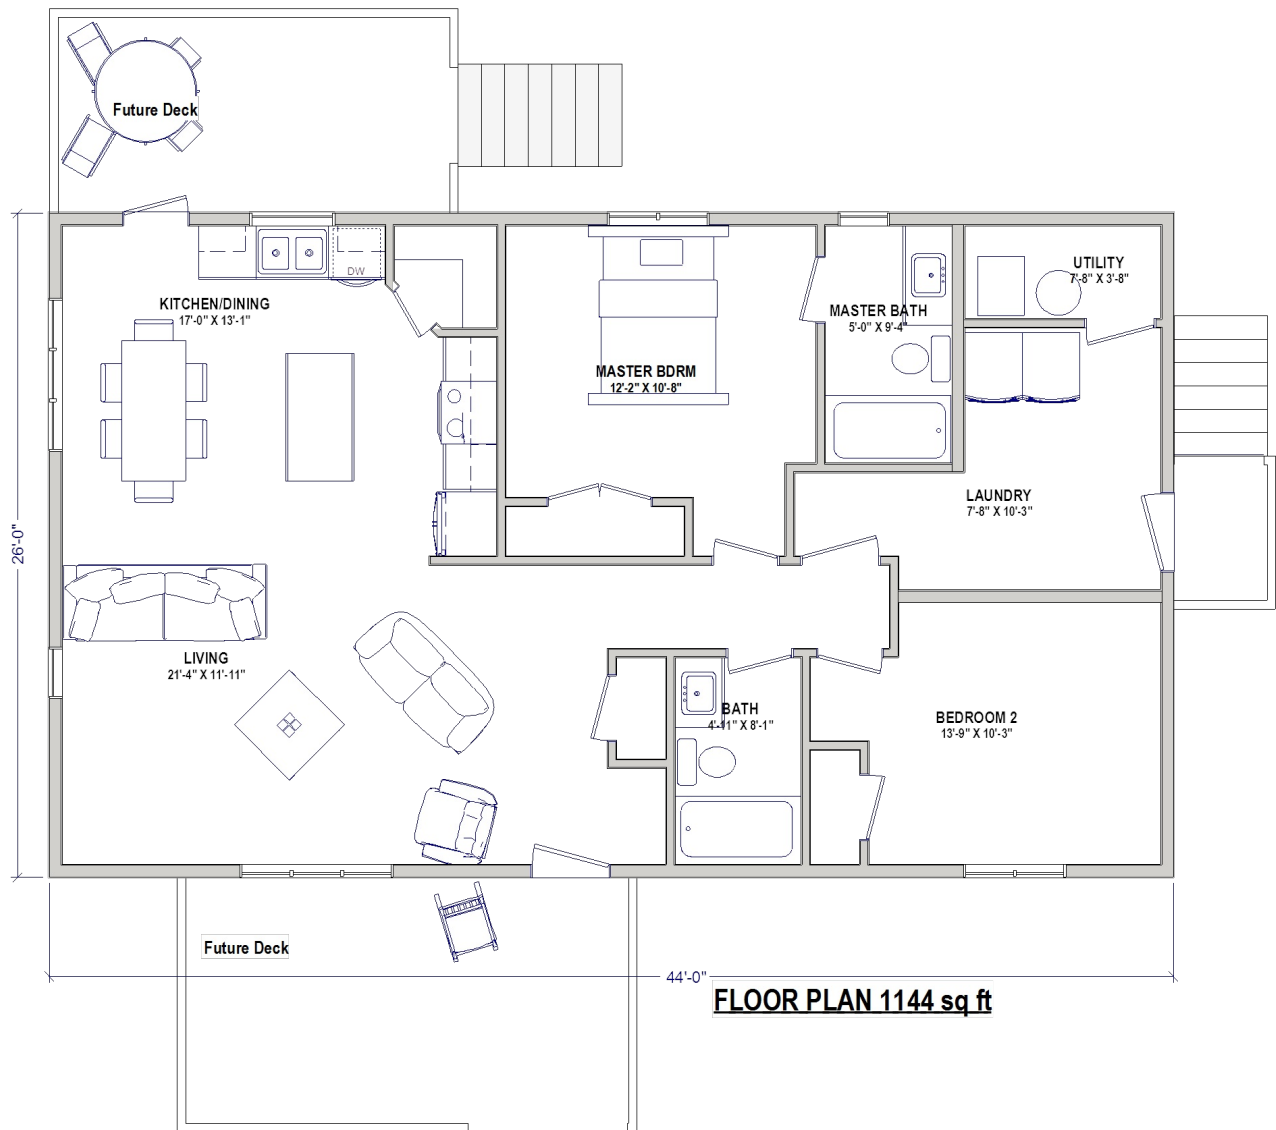 Future Deck
DW
KITCHEN/DINING
17'-0" X 13'-1"
MASTER BDRM
12'-2" X 10'-8"
MASTER BATH
5'-0" X 9'-4"
UTILITY
7'-8" X 3'-8"
LAUNDRY
7'-8" X 10'-3"
26'-0"
LIVING
21'-4" X 11'-11"
BATH
4'-11" X 8'-1"
BEDROOM 2
13'-9" X 10'-3"
Future Deck
44'-0"
FLOOR PLAN 1144 sq ft